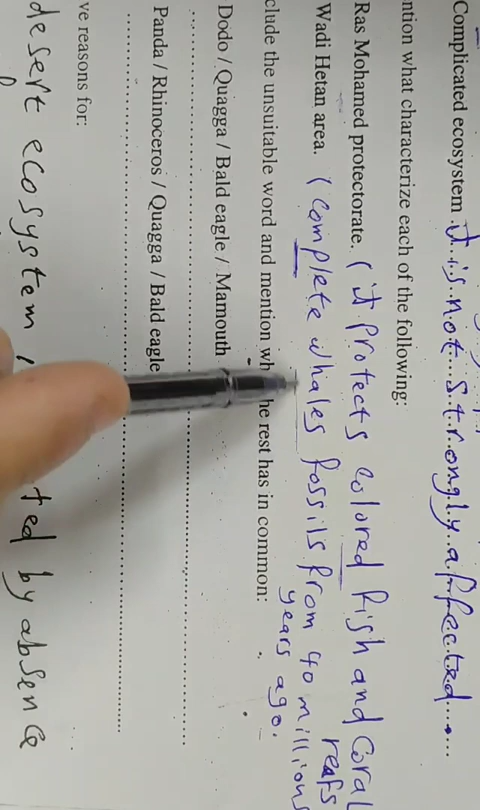 Complicated ecosystem .It is not strongly affected....
ntion what characterize each of the following:
Ras Mohamed protectorate. (it protects colored fish and Coral
reafs
Wadi Hetan area. (complete whales fossils from 40 millions
years ago.
clude the unsuitable word and mention wh he rest has in common:
Dodo / Quagga / Bald eagle / Mamouth
Panda / Rhinoceros / Quagga / Bald eagle
ve reasons for:
desert ecosystem ted by absence